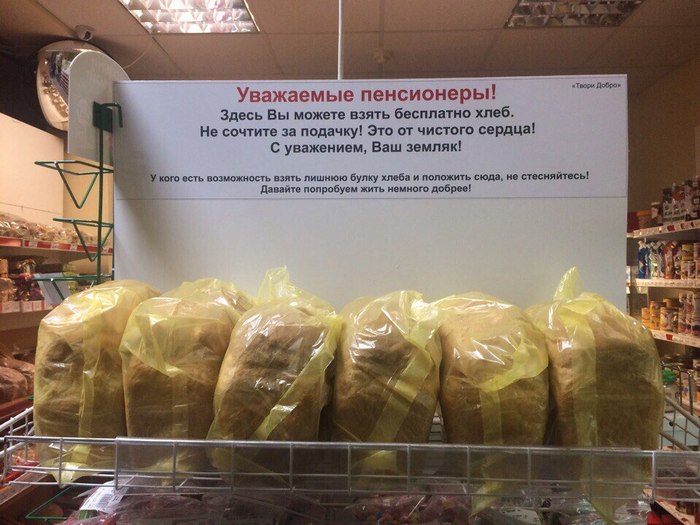 «Твори Добро»
Уважаемые пенсионеры!
Здесь Вы можете взять бесплатно хлеб.
Не сочтите за подачку! Это от чистого сердца!
С уважением, Ваш земляк!
У кого есть возможность взять лишнюю булку хлеба и положить сюда, не стесняйтесь!
Давайте попробуем жить немного добрее!